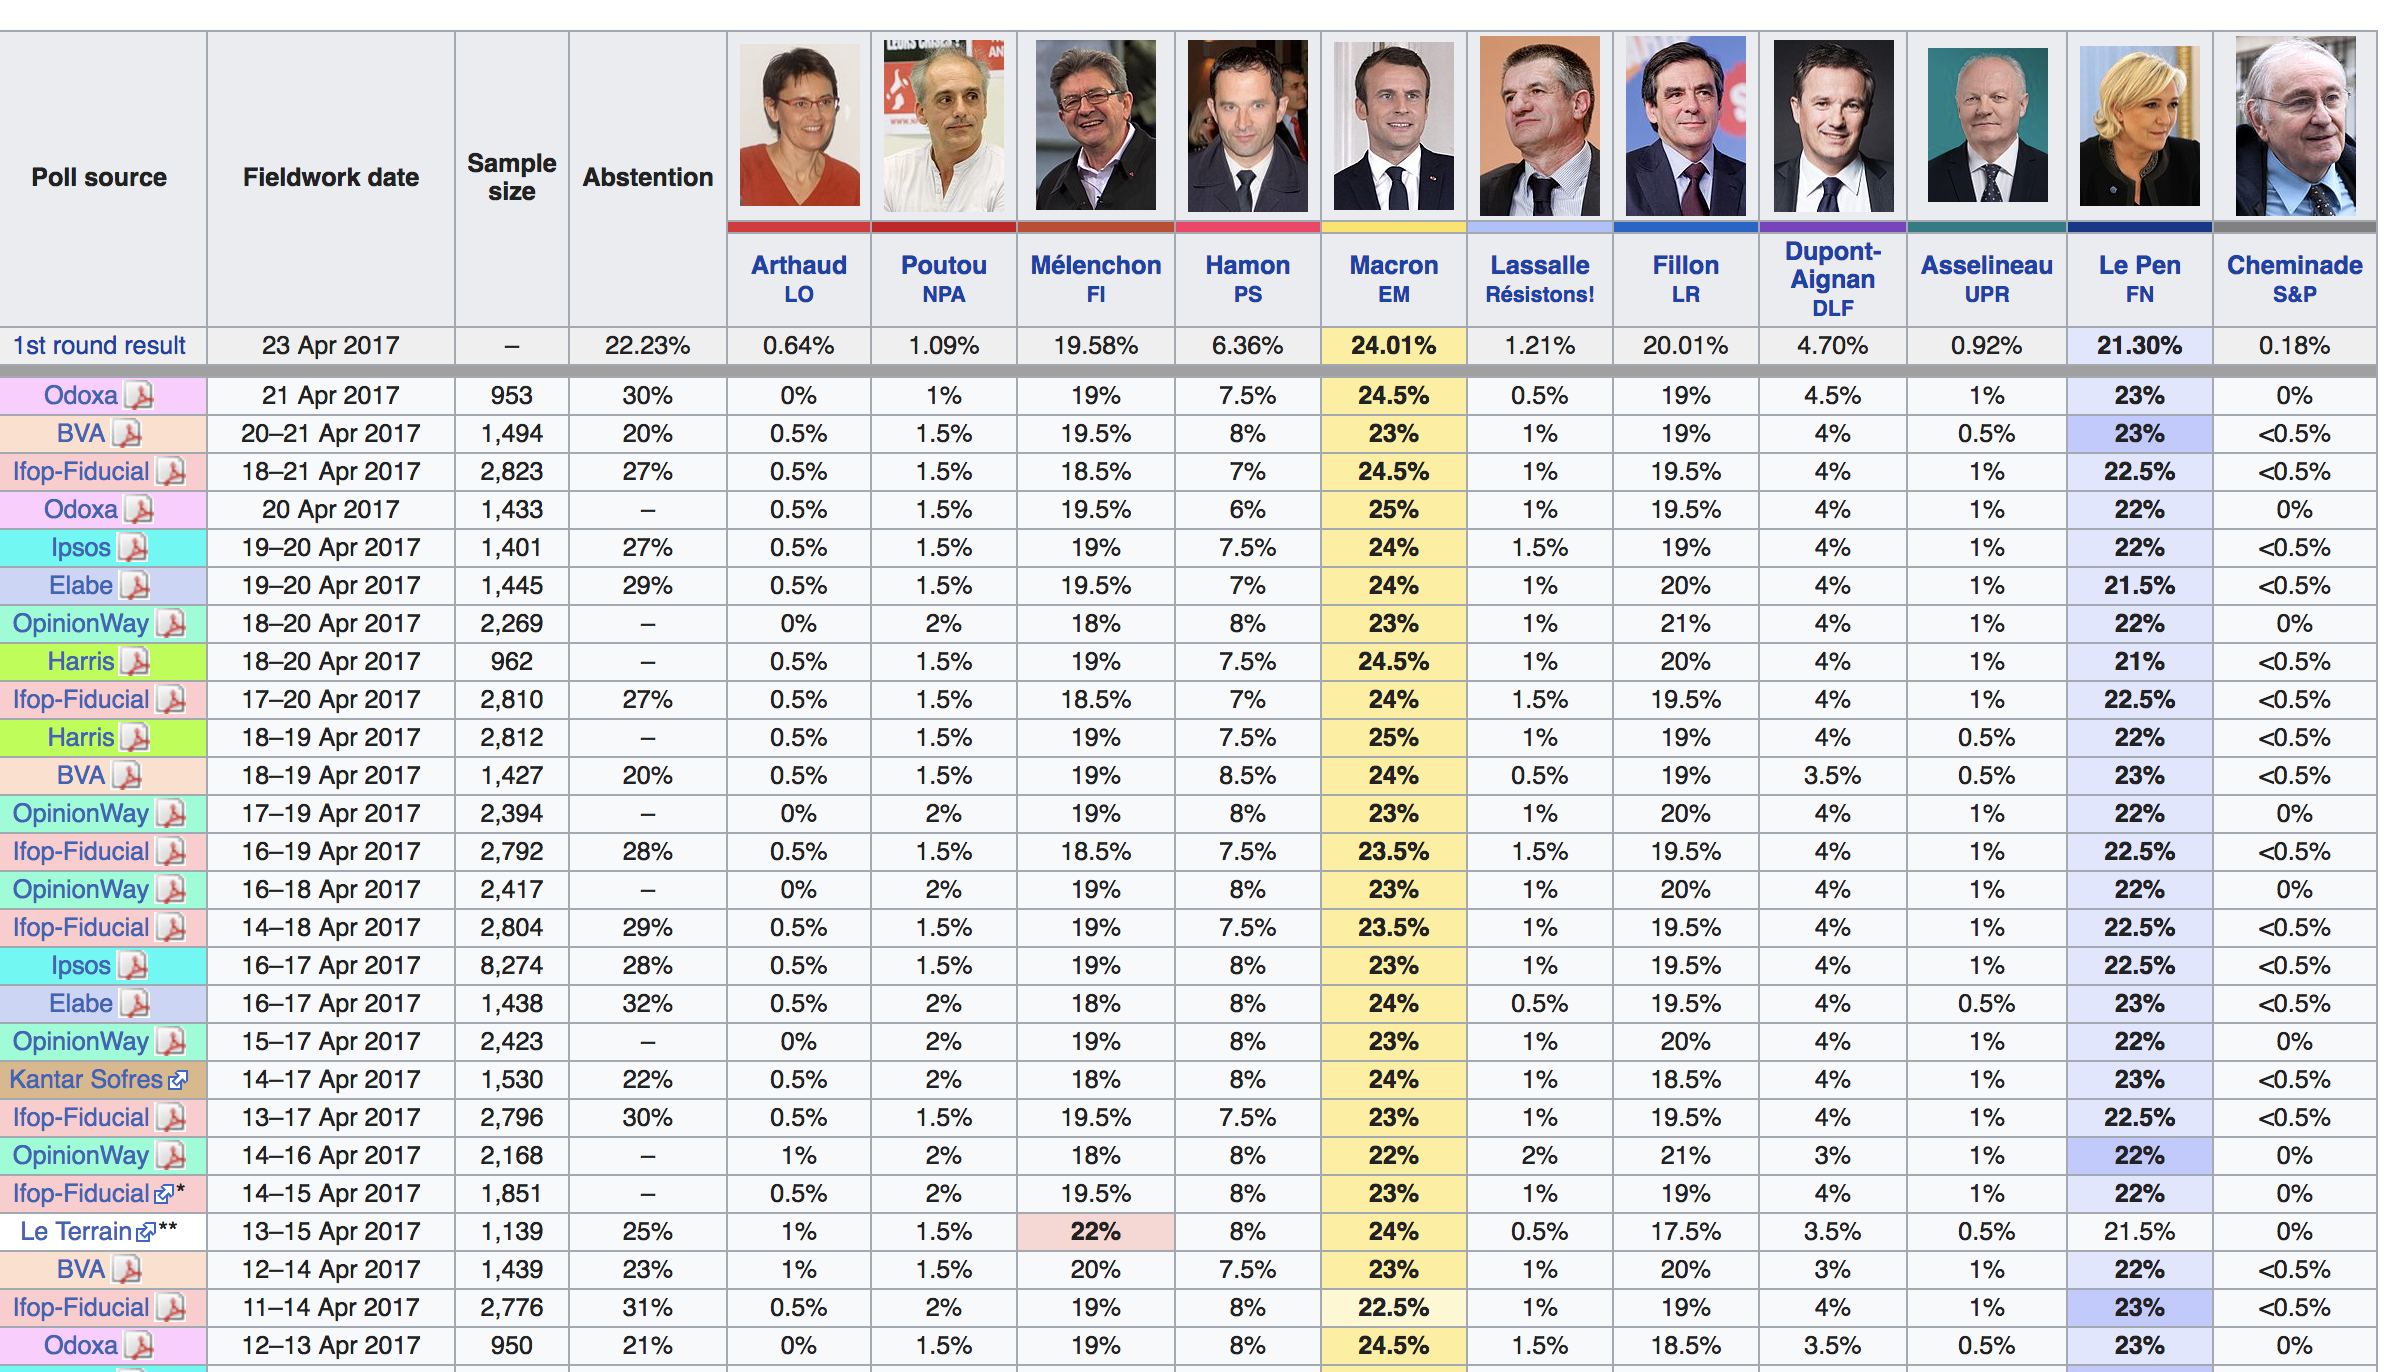 LEURS CRISES !
AN
WWW.NPA
Poll source Fieldwork date Sample size Abstention
Arthaud LO Poutou NPA Mélenchon FI Hamon PS Macron EM Lassalle Résistons! Fillon LR Dupont-Aignan DLF Asselineau UPR Le Pen FN Cheminade S&P
1st round result 23 Apr 2017 – 22.23% 0.64% 1.09% 19.58% 6.36% 24.01% 1.21% 20.01% 4.70% 0.92% 21.30% 0.18%
Odoxa 21 Apr 2017 953 30% 0% 1% 19% 7.5% 24.5% 0.5% 19% 4.5% 1% 23% 0%
BVA 20–21 Apr 2017 1,494 20% 0.5% 1.5% 19.5% 8% 23% 1% 19% 4% 0.5% 23% <0.5%
Ifop-Fiducial 18–21 Apr 2017 2,823 27% 0.5% 1.5% 18.5% 7% 24.5% 1% 19.5% 4% 1% 22.5% <0.5%
Odoxa 20 Apr 2017 1,433 – 0.5% 1.5% 19.5% 6% 25% 1% 19.5% 4% 1% 22% 0%
Ipsos 19–20 Apr 2017 1,401 27% 0.5% 1.5% 19% 7.5% 24% 1.5% 19% 4% 1% 22% <0.5%
Elabe 19–20 Apr 2017 1,445 29% 0.5% 1.5% 19.5% 7% 24% 1% 20% 4% 1% 21.5% <0.5%
OpinionWay 18–20 Apr 2017 2,269 – 0% 2% 18% 8% 23% 1% 21% 4% 1% 22% 0%
Harris 18–20 Apr 2017 962 – 0.5% 1.5% 19% 7.5% 24.5% 1% 20% 4% 1% 21% <0.5%
Ifop-Fiducial 17–20 Apr 2017 2,810 27% 0.5% 1.5% 18.5% 7% 24% 1.5% 19.5% 4% 1% 22.5% <0.5%
Harris 18–19 Apr 2017 2,812 – 0.5% 1.5% 19% 7.5% 25% 1% 19% 4% 0.5% 22% <0.5%
BVA 18–19 Apr 2017 1,427 20% 0.5% 1.5% 19% 8.5% 24% 0.5% 19% 3.5% 0.5% 23% <0.5%
OpinionWay 17–19 Apr 2017 2,394 – 0% 2% 19% 8% 23% 1% 20% 4% 1% 22% 0%
Ifop-Fiducial 16–19 Apr 2017 2,792 28% 0.5% 1.5% 18.5% 7.5% 23.5% 1.5% 19.5% 4% 1% 22.5% <0.5%
OpinionWay 16–18 Apr 2017 2,417 – 0% 2% 19% 8% 23% 1% 20% 4% 1% 22% 0%
Ifop-Fiducial 14–18 Apr 2017 2,804 29% 0.5% 1.5% 19% 7.5% 23.5% 1% 19.5% 4% 1% 22.5% <0.5%
Ipsos 16–17 Apr 2017 8,274 28% 0.5% 1.5% 19% 8% 23% 1% 19.5% 4% 1% 22.5% <0.5%
Elabe 16–17 Apr 2017 1,438 32% 0.5% 2% 18% 8% 24% 0.5% 19.5% 4% 0.5% 23% <0.5%
OpinionWay 15–17 Apr 2017 2,423 – 0% 2% 19% 8% 23% 1% 20% 4% 1% 22% 0%
Kantar Sofres 14–17 Apr 2017 1,530 22% 0.5% 2% 18% 8% 24% 1% 18.5% 4% 1% 23% <0.5%
Ifop-Fiducial 13–17 Apr 2017 2,796 30% 0.5% 1.5% 19.5% 7.5% 23% 1% 19.5% 4% 1% 22.5% <0.5%
OpinionWay 14–16 Apr 2017 2,168 – 1% 2% 18% 8% 22% 2% 21% 3% 1% 22% 0%
Ifop-Fiducial* 14–15 Apr 2017 1,851 – 0.5% 2% 19.5% 8% 23% 1% 19% 4% 1% 22% 0%
Le Terrain** 13–15 Apr 2017 1,139 25% 1% 1.5% 22% 8% 24% 0.5% 17.5% 3.5% 0.5% 21.5% 0%
BVA 12–14 Apr 2017 1,439 23% 1% 1.5% 20% 7.5% 23% 1% 20% 3% 1% 22% <0.5%
Ifop-Fiducial 11–14 Apr 2017 2,776 31% 0.5% 2% 19% 8% 22.5% 1% 19% 4% 1% 23% <0.5%
Odoxa 12–13 Apr 2017 950 21% 0% 1.5% 19% 8% 24.5% 1.5% 18.5% 3.5% 0.5% 23% 0%